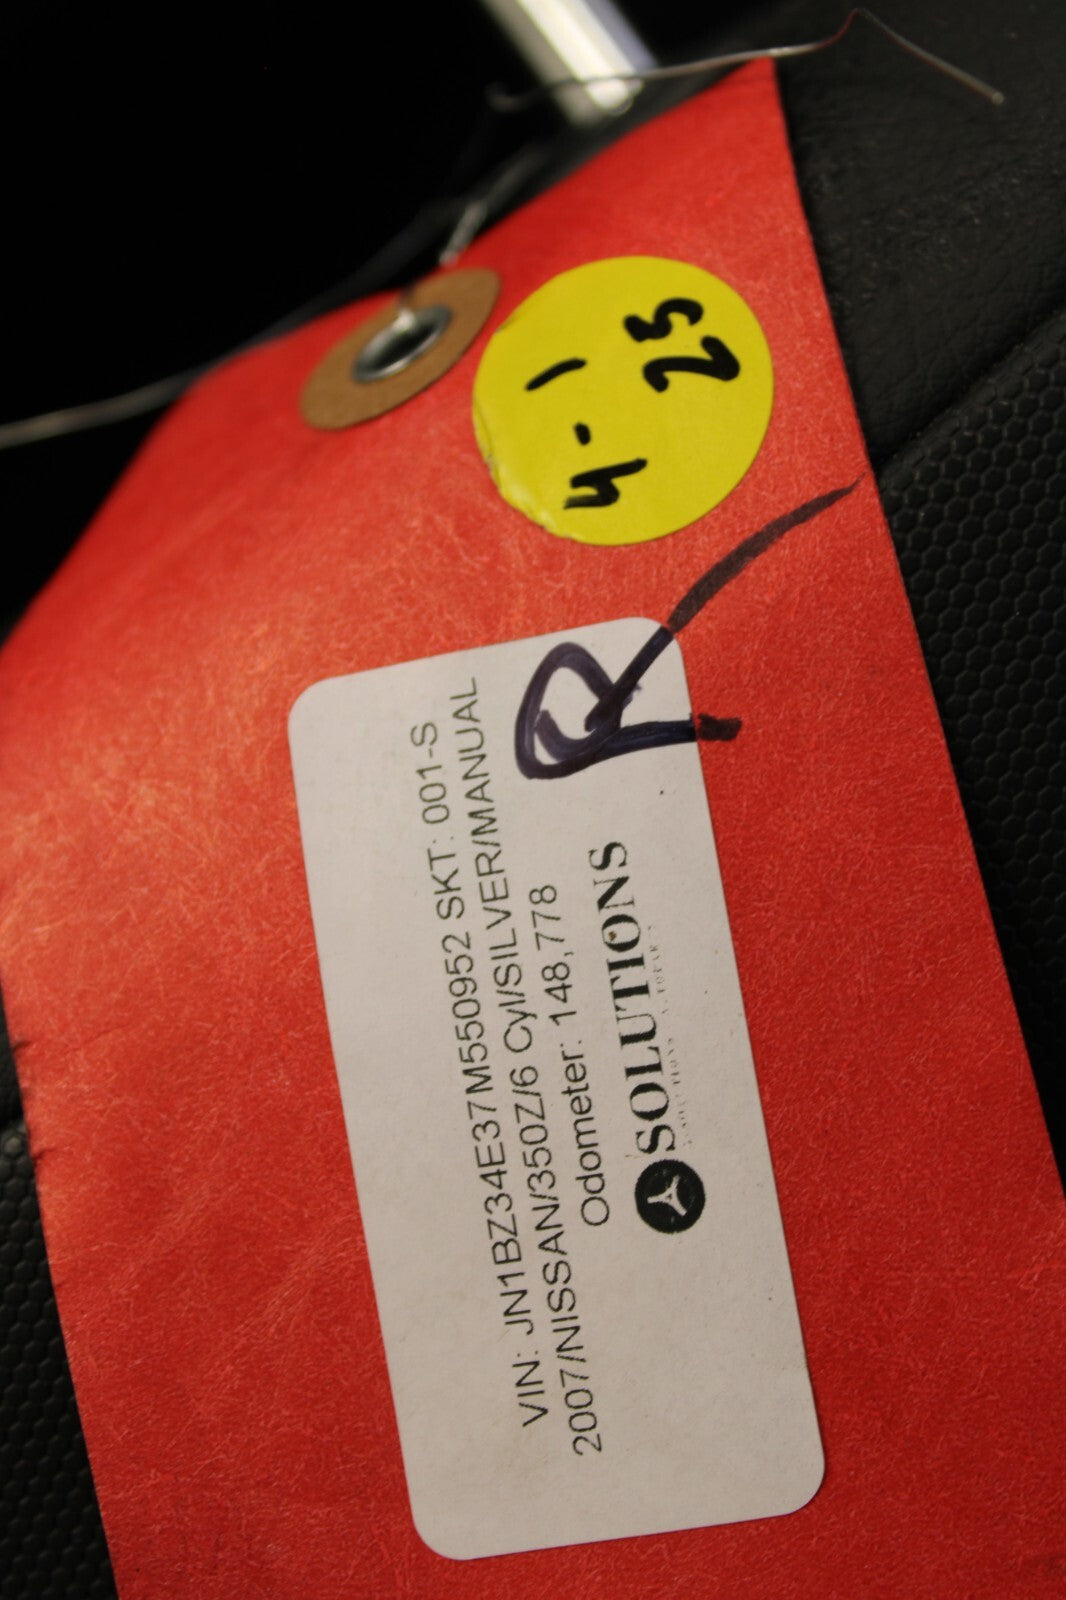 4-1
25
R
VIN: JN1BZ34E37M550952 SKT: 001-S
2007/NISSAN/350Z/6 Cyl/SILVER/MANUAL
Odometer: 148,778
SOLUTIONS